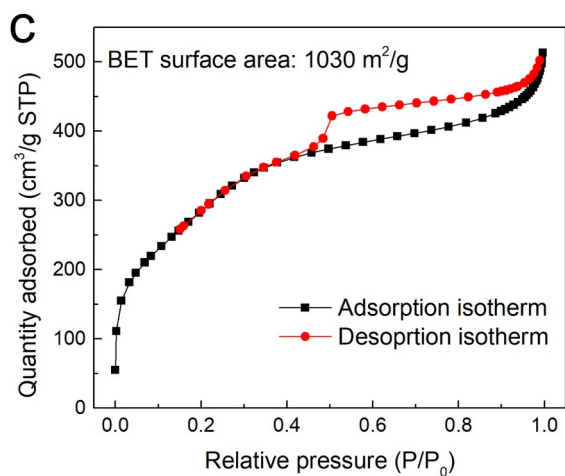 C
BET surface area: 1030 m²/g
500
400
300
200
100
0
Quantity adsorbed (cm³/g STP)
Adsorption isotherm
Desoprtion isotherm
0.0 0.2 0.4 0.6 0.8 1.0
Relative pressure (P/P₀)